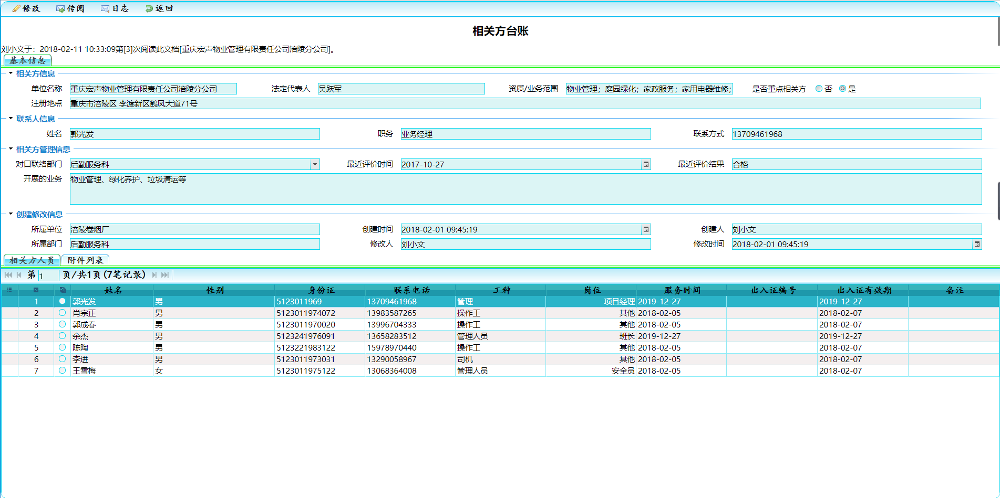 修改 传阅 日志 返回
相关方台账
刘小文于：2018-02-11 10:33:09第[3]次阅读此文档[重庆宏声物业管理有限责任公司涪陵分公司]。
基本信息
相关方信息
单位名称 重庆宏声物业管理有限责任公司涪陵分公司 法定代表人 吴跃军 资质/业务范围 物业管理；庭园绿化；家政服务；家用电器维修； 是否重点相关方 否 是
注册地点 重庆市涪陵区 李渡新区鹤凤大道71号
联系人信息
姓名 郭光发 职务 业务经理 联系方式 13709461968
相关方管理信息
对口联络部门 后勤服务科 最近评价时间 2017-10-27 最近评价结果 合格
开展的业务 物业管理、绿化养护、垃圾清运等
创建修改信息
所属单位 涪陵卷烟厂 创建时间 2018-02-01 09:45:19 创建人 刘小文
所属部门 后勤服务科 修改人 刘小文 修改时间 2018-02-01 09:45:19
相关方人员 附件列表
第 1 页/共1页(7笔记录)
姓名 性别 身份证 联系电话 工种 岗位 服务时间 出入证编号 出入证有效期 备注
1 郭光发 男 5123011969 13709461968 管理 项目经理 2019-12-27 2019-12-27
2 肖宗正 男 5123011974072 13983587265 操作工 其他 2018-02-05 2018-02-07
3 郭成春 男 5123011970020 13996704333 操作工 其他 2018-02-05 2018-02-07
4 余杰 男 5123241976091 13658283512 管理人员 班长 2019-12-27 2019-12-27
5 陈陶 男 5123221983122 15978970440 操作工 其他 2018-02-05 2018-02-07
6 李进 男 5123011973031 13290058967 司机 其他 2018-02-05 2018-02-07
7 王雪梅 女 5123011975122 13068364008 管理人员 安全员 2018-02-05 2018-02-07